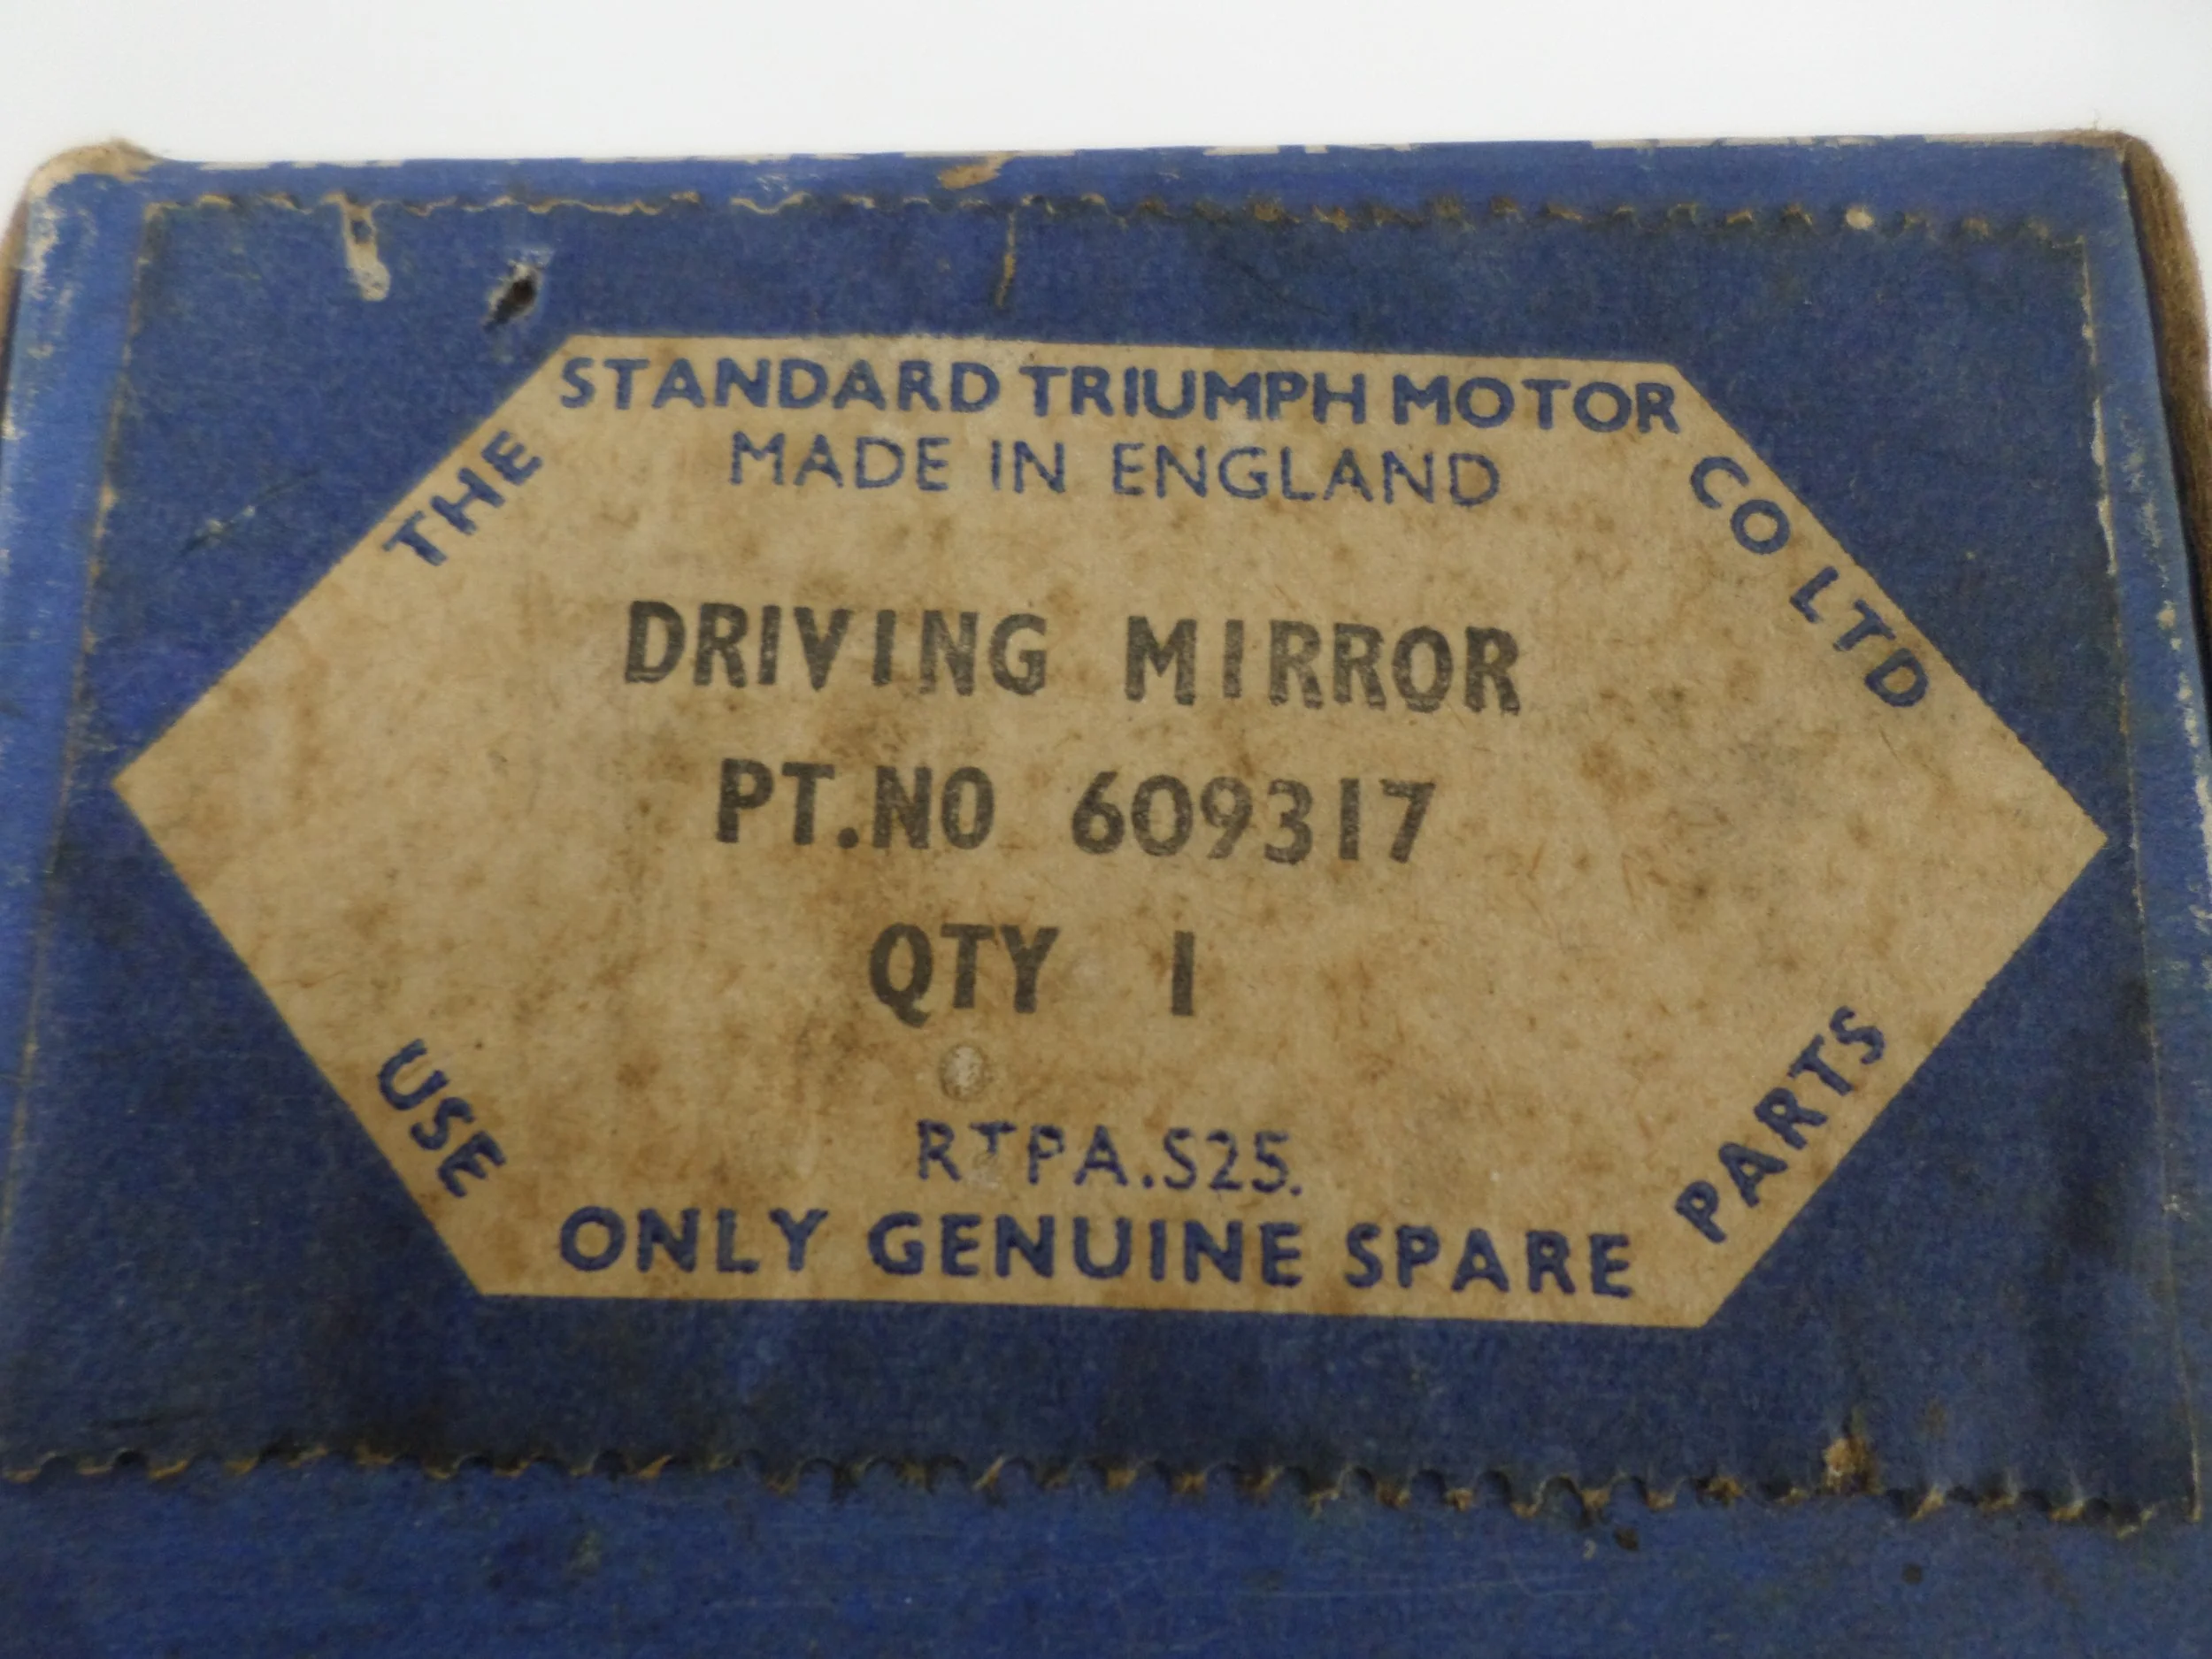 THE STANDARD TRIUMPH MOTOR CO LTD
MADE IN ENGLAND
DRIVING MIRROR
PT.NO 609317
QTY 1
RTPA.S25.
USE ONLY GENUINE SPARE PARTS